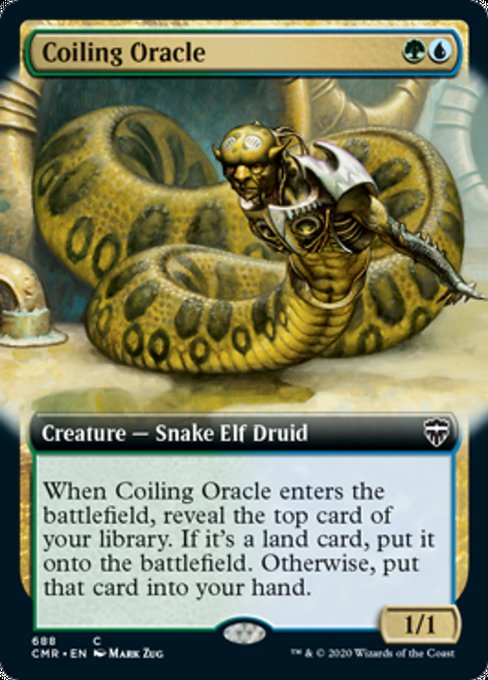 Coiling Oracle
Creature — Snake Elf Druid
When Coiling Oracle enters the
battlefield, reveal the top card of
your library. If it's a land card, put it
onto the battlefield. Otherwise, put
that card into your hand.
1/1
688 C
CMR • EN Mark Zug
™ & © 2020 Wizards of the Coast